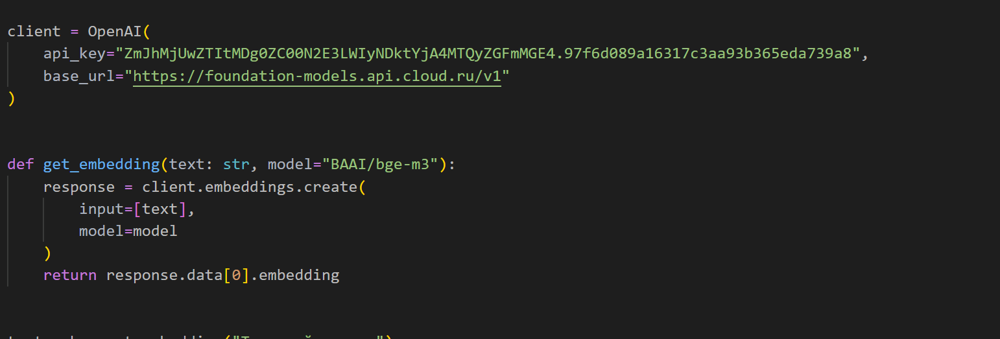 client = OpenAI(
    api_key="ZmJhMjUwZTItMDg0ZC00N2E3LWIyNDktYjA4MTQyZGFmMGE4.97f6d089a16317c3aa93b365eda739a8",
    base_url="https://foundation-models.api.cloud.ru/v1"
)
def get_embedding(text: str, model="BAAI/bge-m3"):
    response = client.embeddings.create(
        input=[text],
        model=model
    )
    return response.data[0].embedding